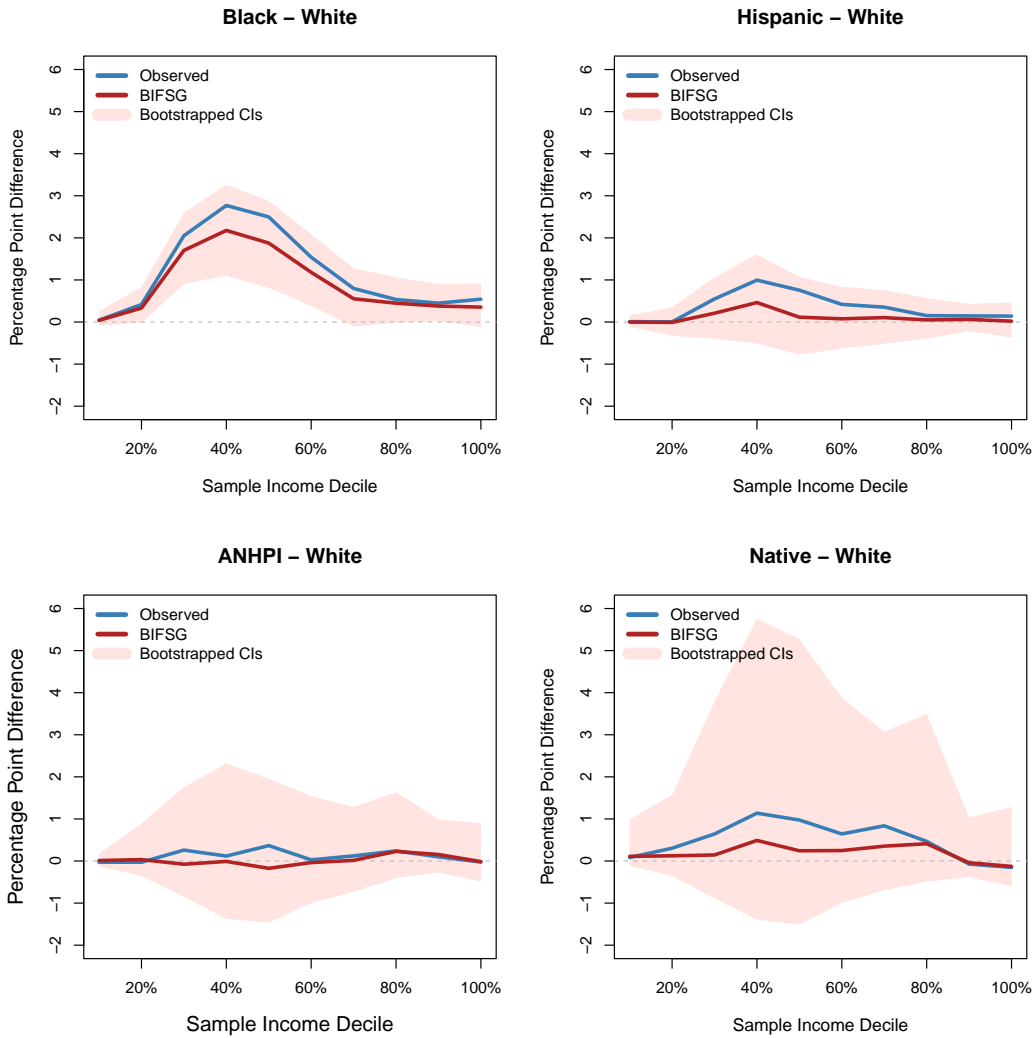 Black − White
Percentage Point Difference
6
5
4
3
2
1
0
−1
−2
Observed
BIFSG
Bootstrapped CIs
20% 40% 60% 80% 100%
Sample Income Decile
Hispanic − White
Percentage Point Difference
6
5
4
3
2
1
0
−1
−2
Observed
BIFSG
Bootstrapped CIs
20% 40% 60% 80% 100%
Sample Income Decile
ANHPI − White
Percentage Point Difference
6
5
4
3
2
1
0
−1
−2
Observed
BIFSG
Bootstrapped CIs
20% 40% 60% 80% 100%
Sample Income Decile
Native − White
Percentage Point Difference
6
5
4
3
2
1
0
−1
−2
Observed
BIFSG
Bootstrapped CIs
20% 40% 60% 80% 100%
Sample Income Decile